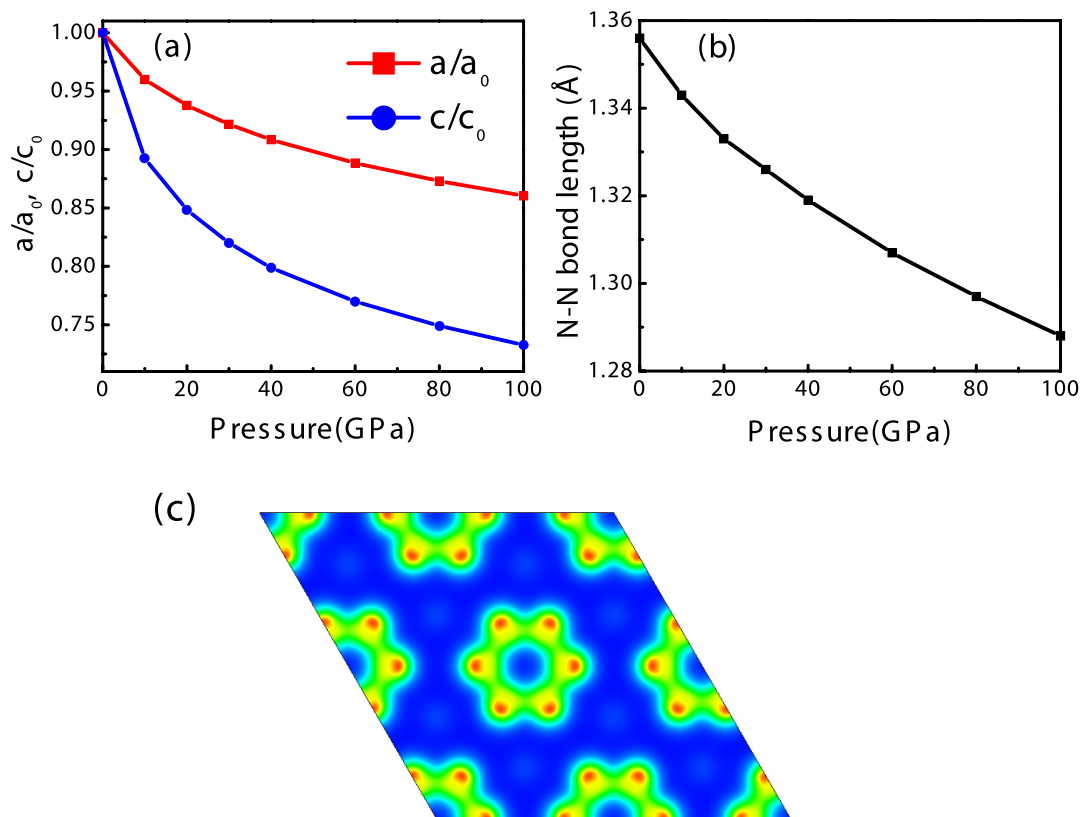 (a)
a/a0
c/c0
1.00
0.95
0.90
0.85
0.80
0.75
a/a0, c/c0
0 20 40 60 80 100
Pressure(GPa)
(b)
1.36
1.34
1.32
1.30
1.28
N-N bond length (Å)
0 20 40 60 80 100
Pressure(GPa)
(c)